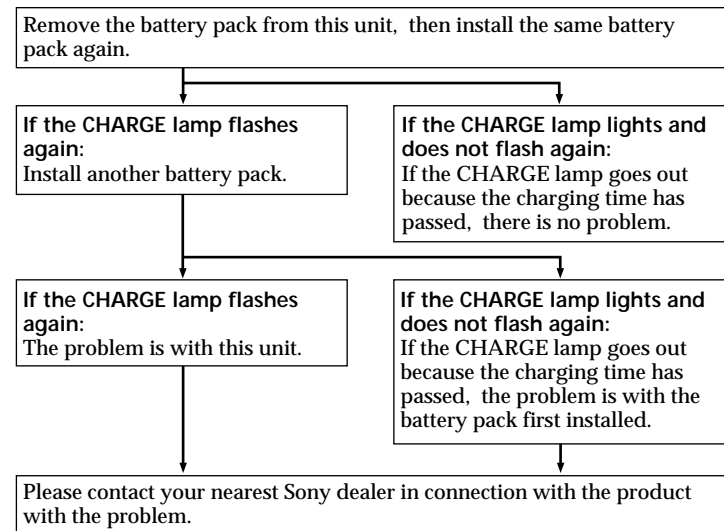 Remove the battery pack from this unit, then install the same battery
pack again.
If the CHARGE lamp flashes
again:
Install another battery pack.
If the CHARGE lamp lights and
does not flash again:
If the CHARGE lamp goes out
because the charging time has
passed, there is no problem.
If the CHARGE lamp flashes
again:
The problem is with this unit.
If the CHARGE lamp lights and
does not flash again:
If the CHARGE lamp goes out
because the charging time has
passed, the problem is with the
battery pack first installed.
Please contact your nearest Sony dealer in connection with the product
with the problem.